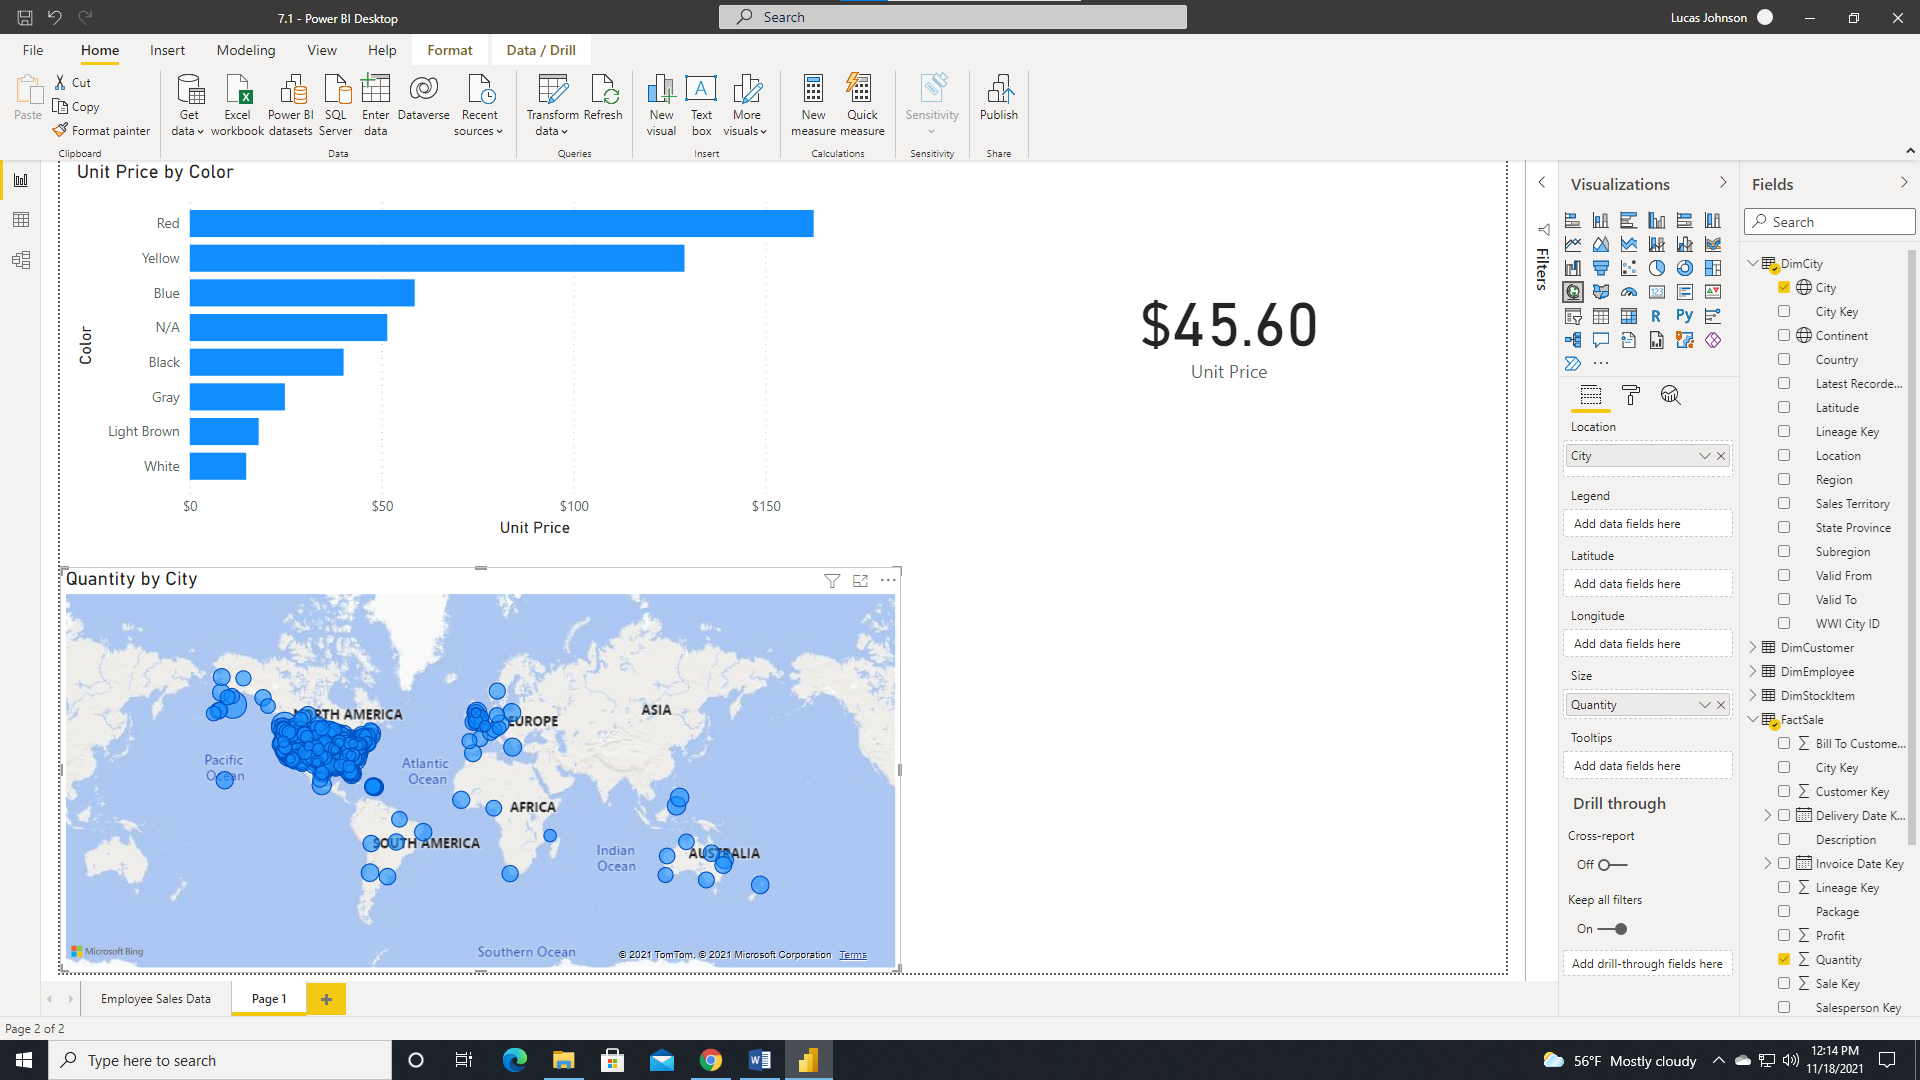 7.1 - Power BI Desktop
Search
Lucas Johnson
File
Home
Insert
Modeling
View
Help
Format
Data / Drill
Paste
Cut
Copy
Format painter
Clipboard
Get data
Excel workbook
Power BI datasets
SQL Server
Enter data
Dataverse
Recent sources
Data
Transform data
Refresh
Queries
New visual
Text box
More visuals
Insert
New measure
Quick measure
Calculations
Sensitivity
Sensitivity
Publish
Share
Unit Price by Color
Color
Red
Yellow
Blue
N/A
Black
Gray
Light Brown
White
$0
$50
$100
$150
Unit Price
$45.60
Unit Price
Quantity by City
NORTH AMERICA
EUROPE
ASIA
Pacific
Ocean
Atlantic
Ocean
AFRICA
SOUTH AMERICA
Indian
Ocean
AUSTRALIA
Southern Ocean
Microsoft Bing
© 2021 TomTom, © 2021 Microsoft Corporation Terms
Filters
Visualizations
R
Py
123
Location
City
Legend
Add data fields here
Latitude
Add data fields here
Longitude
Add data fields here
Size
Quantity
Tooltips
Add data fields here
Drill through
Cross-report
Off
Keep all filters
On
Add drill-through fields here
Fields
Search
DimCity
City
City Key
Continent
Country
Latest Recorde...
Latitude
Lineage Key
Location
Region
Sales Territory
State Province
Subregion
Valid From
Valid To
WWI City ID
DimCustomer
DimEmployee
DimStockItem
FactSale
Bill To Custome...
City Key
Customer Key
Delivery Date K...
Description
Invoice Date Key
Lineage Key
Package
Profit
Quantity
Sale Key
Salesperson Key
Employee Sales Data
Page 1
Page 2 of 2
Type here to search
56°F Mostly cloudy
12:14 PM
11/18/2021